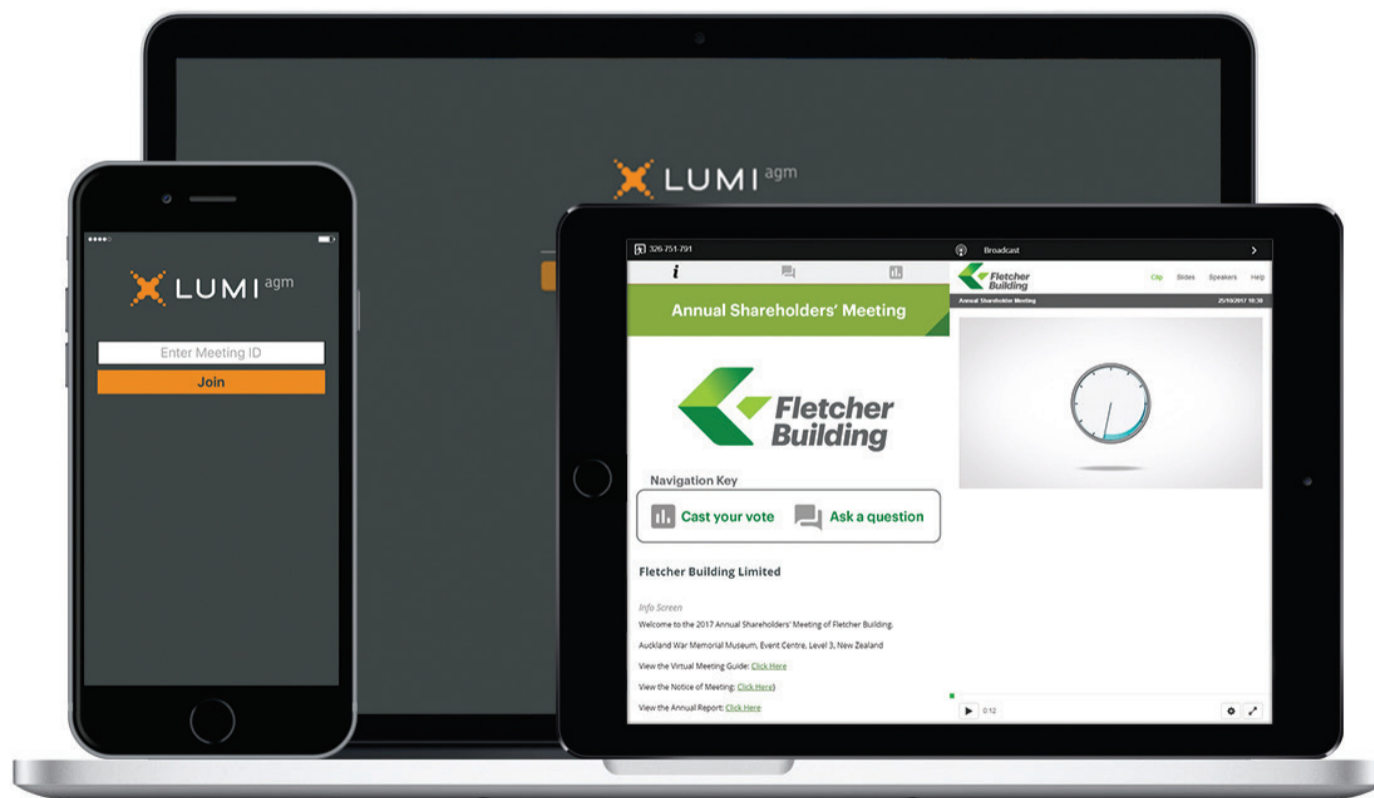 LUMI agm
LUMI agm
Enter Meeting ID
Join
326-751-791
Broadcast
i
Annual Shareholders' Meeting
Fletcher
Building
Navigation Key
Cast your vote
Ask a question
Fletcher Building Limited
Info Screen
Welcome to the 2017 Annual Shareholders' Meeting of Fletcher Building.
Auckland War Memorial Museum, Event Centre, Level 3, New Zealand
View the Virtual Meeting Guide: Click Here
View the Notice of Meeting: Click Here)
View the Annual Report: Click Here
Fletcher
Building
Clip Slides Speakers Help
Annual Shareholder Meeting 25/10/2017 10:30
0:12